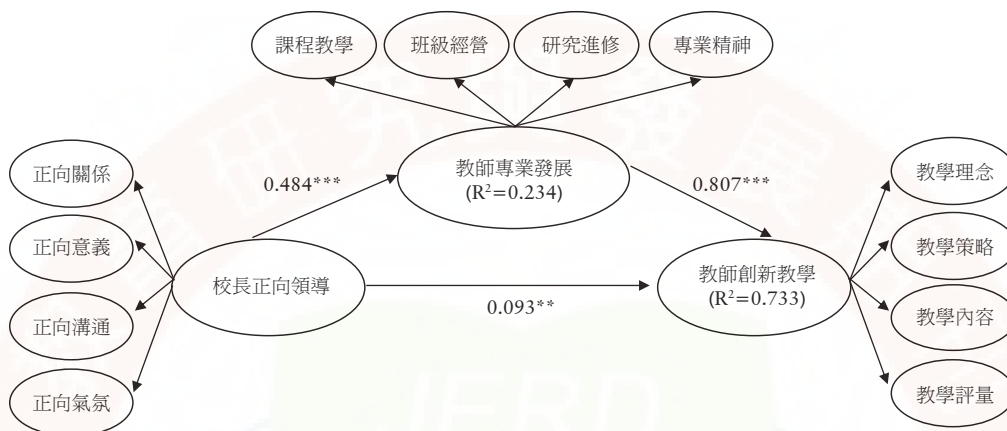 課程教學
班級經營
研究進修
專業精神
教師專業發展
(R²=0.234)
正向關係
正向意義
正向溝通
正向氣氛
0.484***
0.807***
校長正向領導
0.093**
教師創新教學
(R²=0.733)
教學理念
教學策略
教學內容
教學評量
JERD